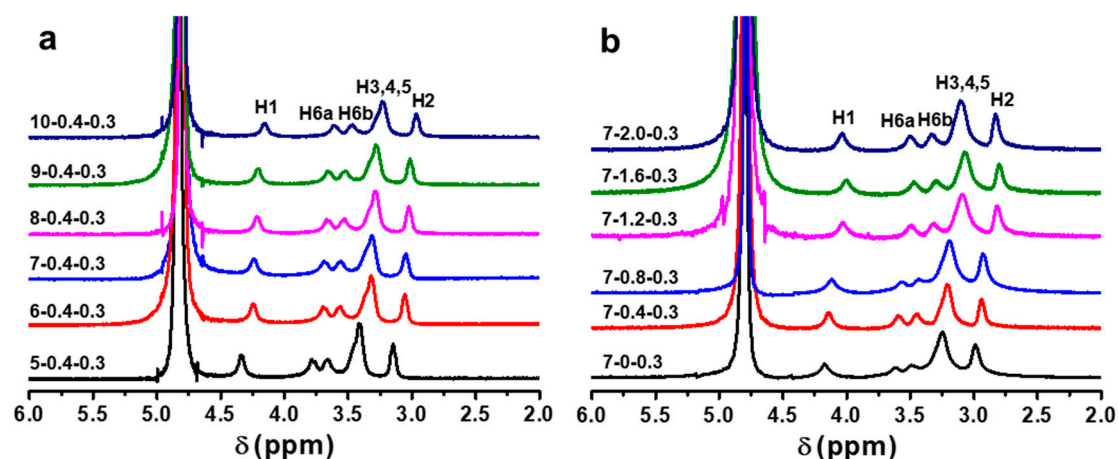 a
H3,4,5
H1
H6a
H6b
H2
10-0.4-0.3
9-0.4-0.3
8-0.4-0.3
7-0.4-0.3
6-0.4-0.3
5-0.4-0.3
6.0 5.5 5.0 4.5 4.0 3.5 3.0 2.5 2.0
δ (ppm)
b
H3,4,5
H2
H1
H6a
H6b
7-2.0-0.3
7-1.6-0.3
7-1.2-0.3
7-0.8-0.3
7-0.4-0.3
7-0-0.3
6.0 5.5 5.0 4.5 4.0 3.5 3.0 2.5 2.0
δ (ppm)